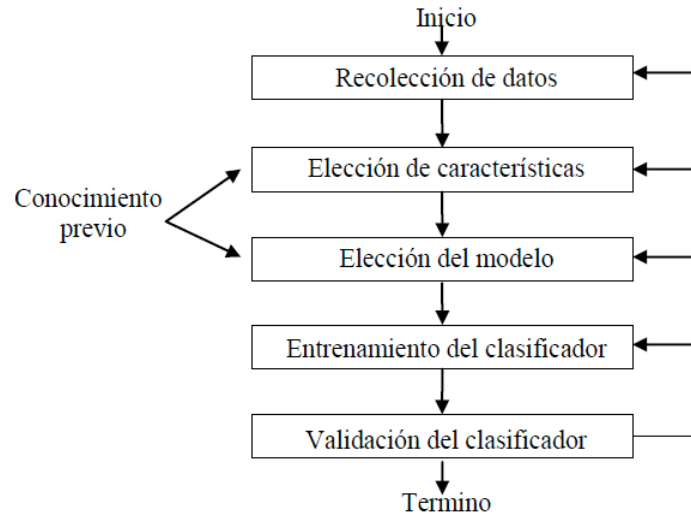 Inicio
Recolección de datos
Elección de características
Conocimiento
previo
Elección del modelo
Entrenamiento del clasificador
Validación del clasificador
Termino